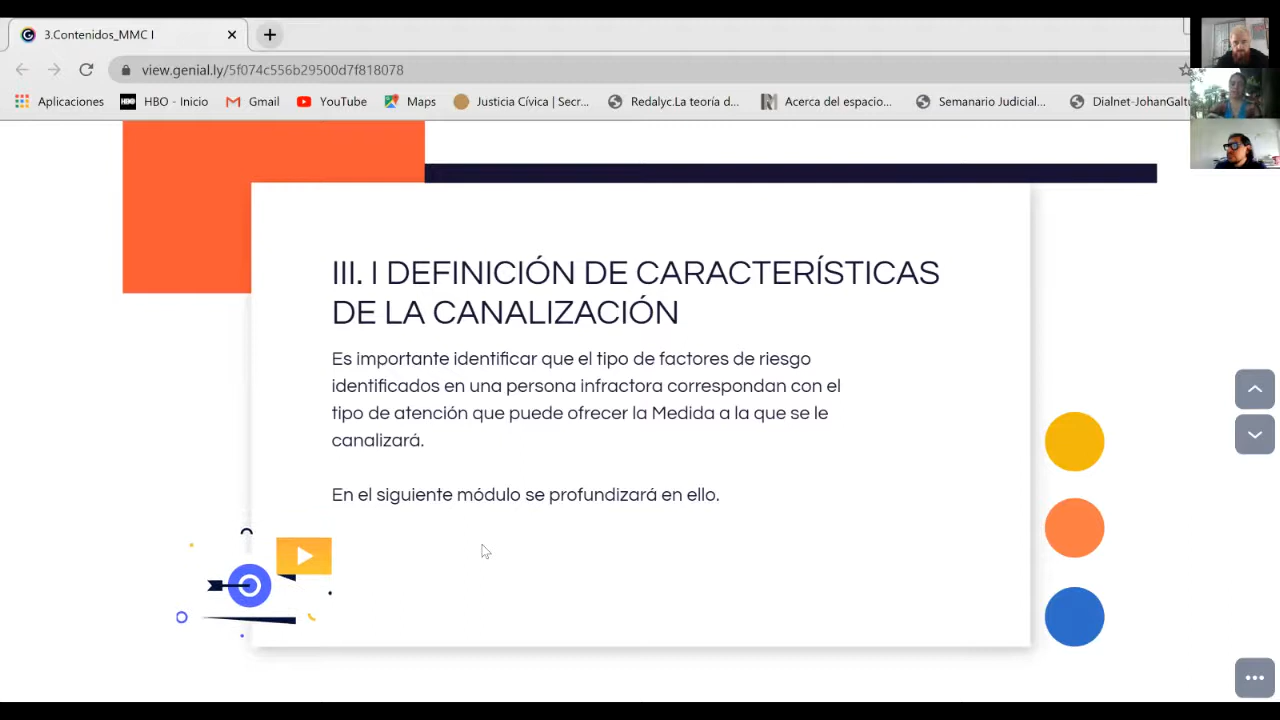 3.Contenidos_MMC I
view.genial.ly/5f074c556b29500d7f818078
Aplicaciones
HBO - Inicio
Gmail
YouTube
Maps
Justicia Cívica | Secr...
Redalyc.La teoría d...
Acerca del espacio...
Semanario Judicial...
Dialnet-JohanGaltu
III. I DEFINICIÓN DE CARACTERÍSTICAS
DE LA CANALIZACIÓN
Es importante identificar que el tipo de factores de riesgo
identificados en una persona infractora correspondan con el
tipo de atención que puede ofrecer la Medida a la que se le
canalizará.
En el siguiente módulo se profundizará en ello.